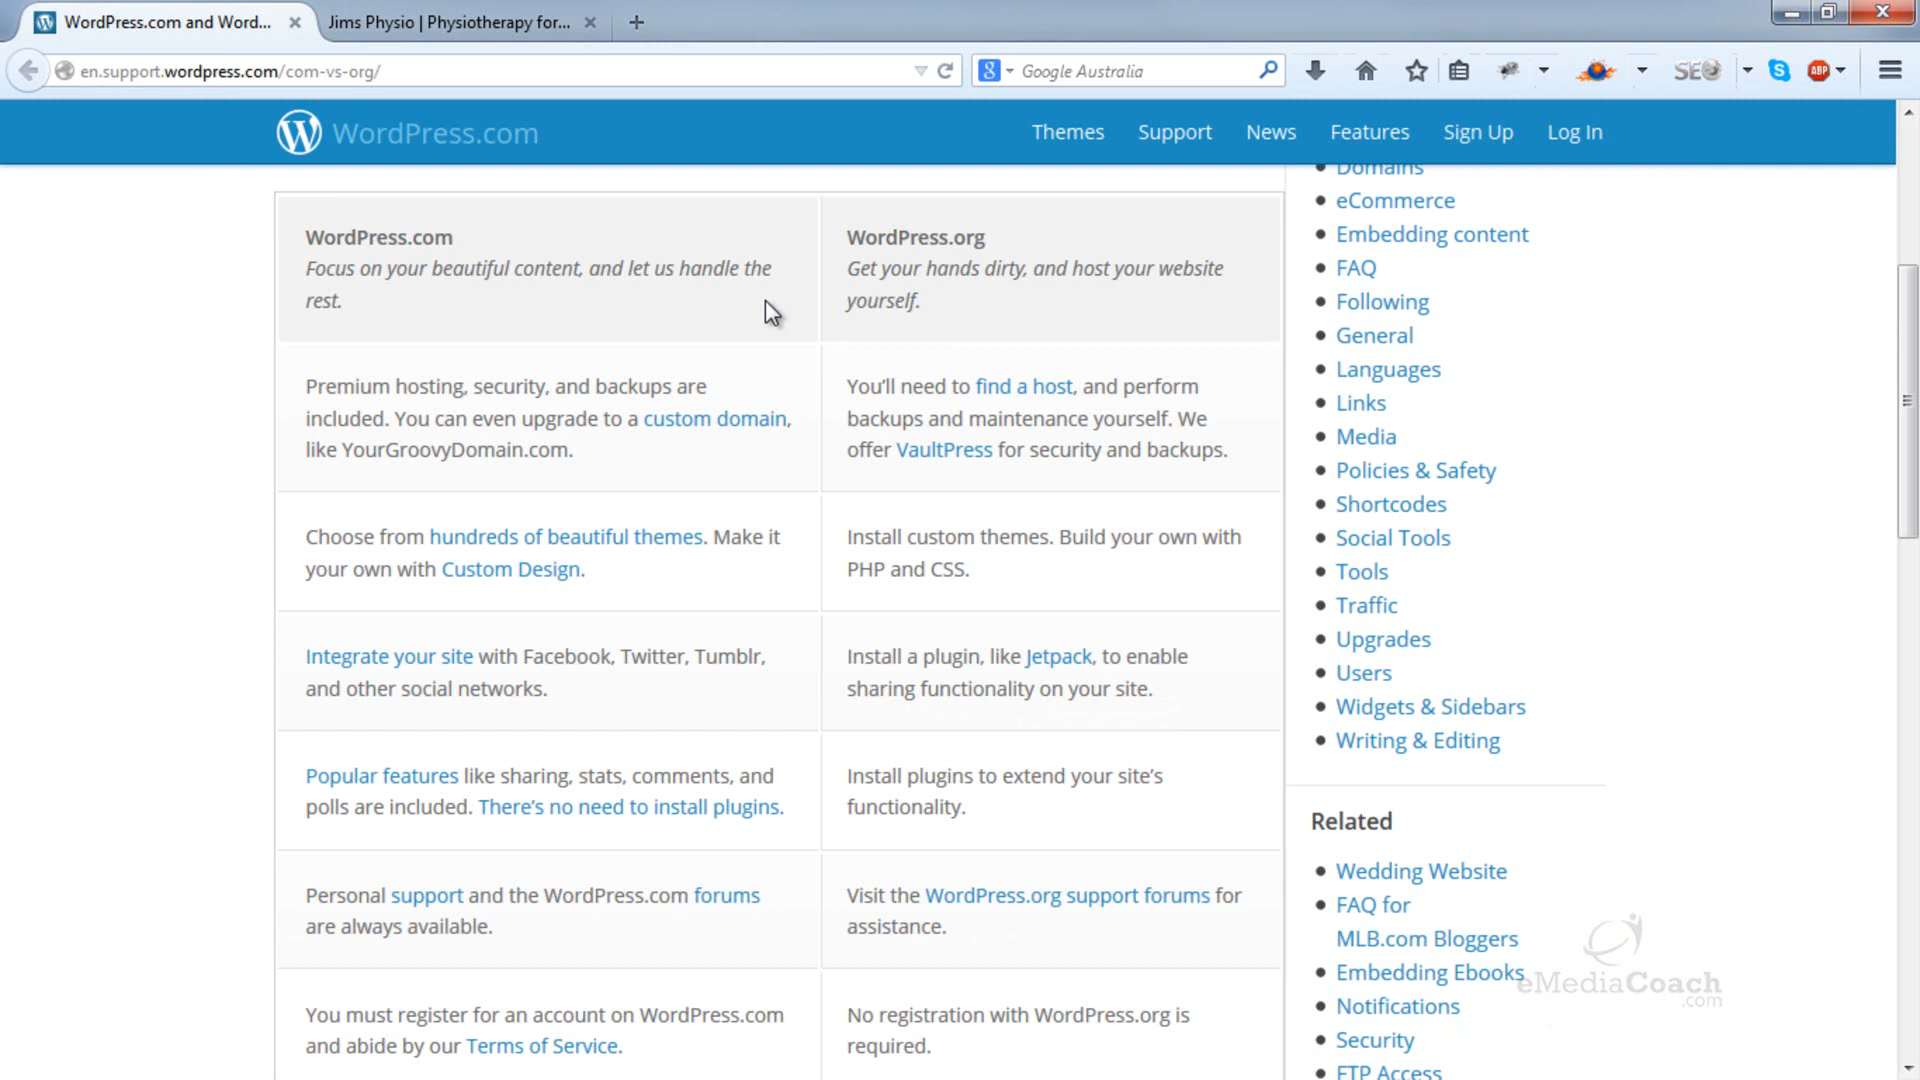 WordPress.com and Word...
Jims Physio | Physiotherapy for...
en.support.wordpress.com/com-vs-org/
Google Australia
SEO
ABP
WordPress.com
Themes
Support
News
Features
Sign Up
Log In
WordPress.com
Focus on your beautiful content, and let us handle the
rest.
WordPress.org
Get your hands dirty, and host your website
yourself.
Premium hosting, security, and backups are
included. You can even upgrade to a custom domain,
like YourGroovyDomain.com.
You'll need to find a host, and perform
backups and maintenance yourself. We
offer VaultPress for security and backups.
Choose from hundreds of beautiful themes. Make it
your own with Custom Design.
Install custom themes. Build your own with
PHP and CSS.
Integrate your site with Facebook, Twitter, Tumblr,
and other social networks.
Install a plugin, like Jetpack, to enable
sharing functionality on your site.
Popular features like sharing, stats, comments, and
polls are included. There's no need to install plugins.
Install plugins to extend your site's
functionality.
Personal support and the WordPress.com forums
are always available.
Visit the WordPress.org support forums for
assistance.
You must register for an account on WordPress.com
and abide by our Terms of Service.
No registration with WordPress.org is
required.
Domains
eCommerce
Embedding content
FAQ
Following
General
Languages
Links
Media
Policies & Safety
Shortcodes
Social Tools
Tools
Traffic
Upgrades
Users
Widgets & Sidebars
Writing & Editing
Related
Wedding Website
FAQ for
MLB.com Bloggers
Embedding Ebooks
Notifications
Security
FTP Access
eMediaCoach
.com